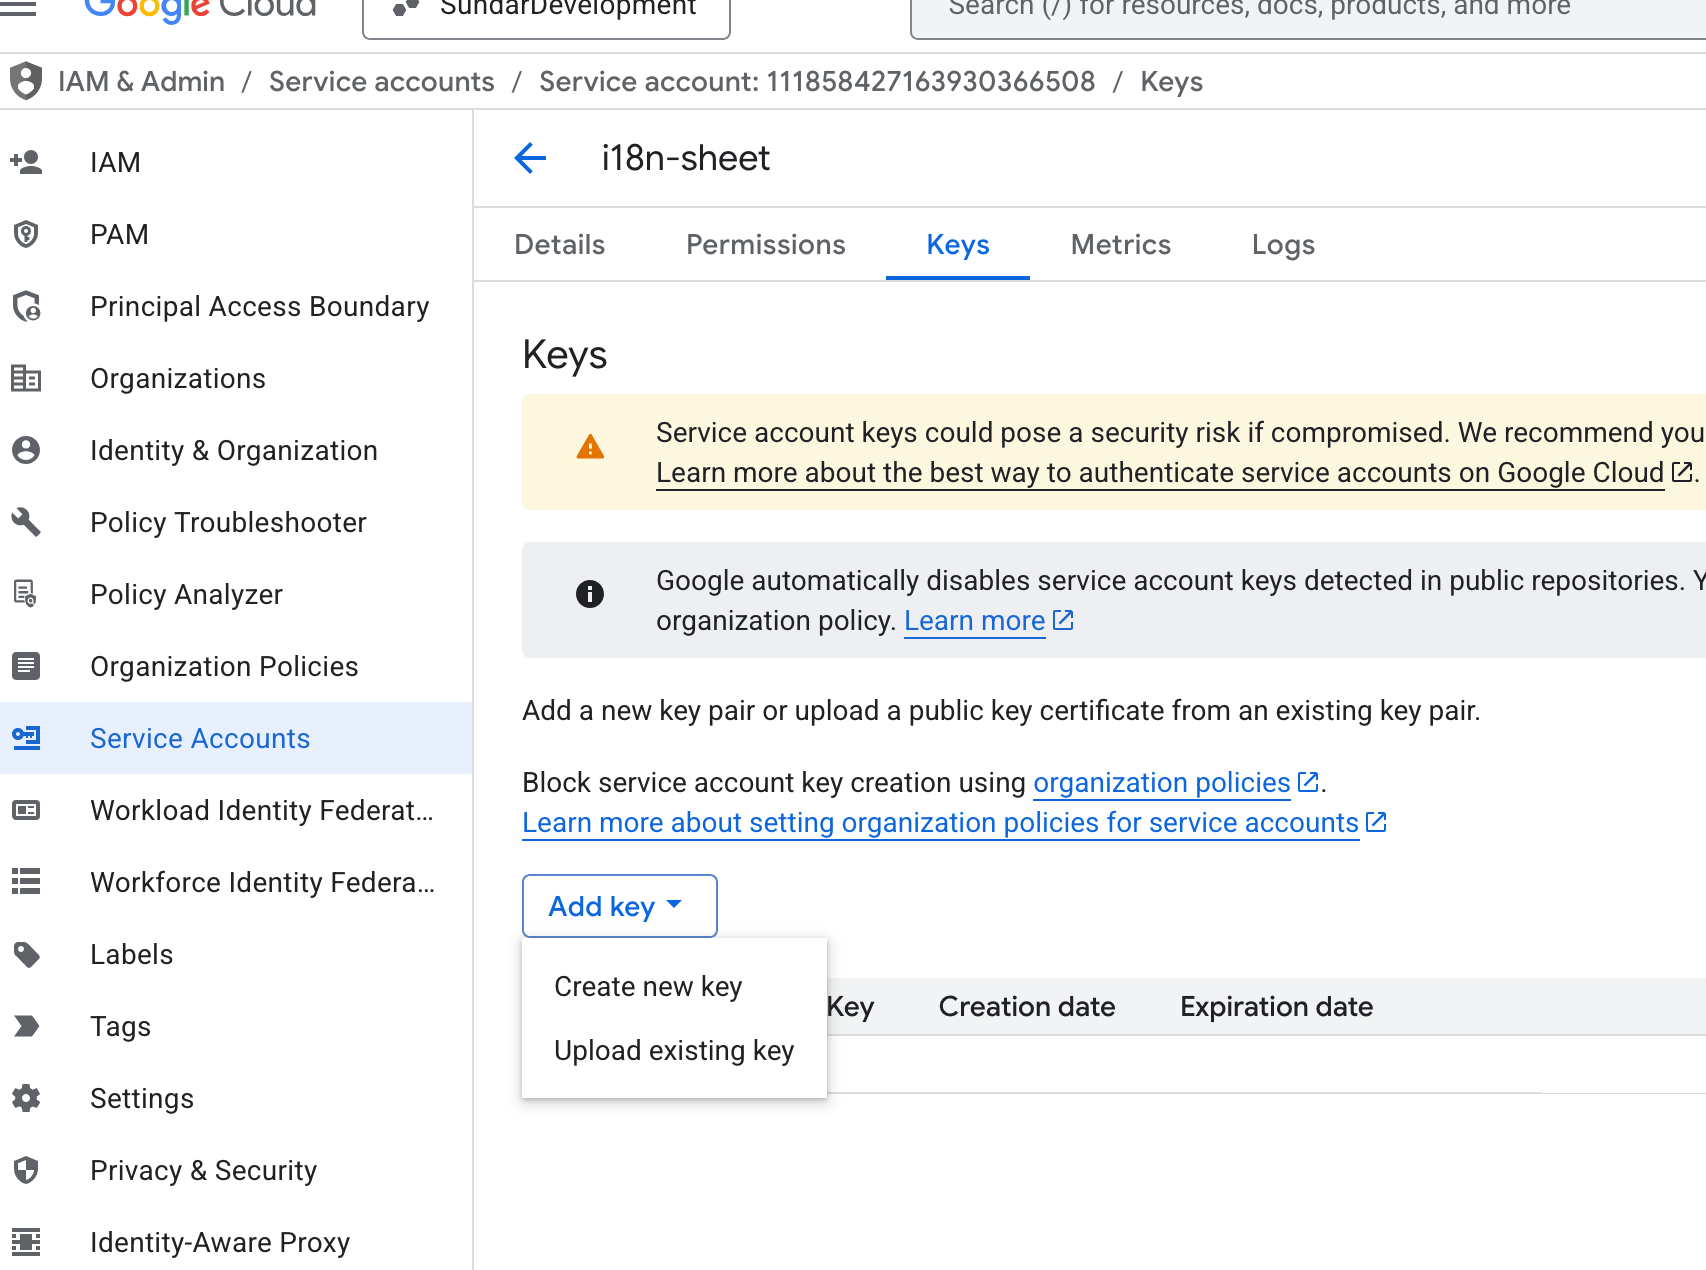 Google Cloud
SundarDevelopment
Search (/) for resources, docs, products, and more
IAM & Admin / Service accounts / Service account: 111858427163930366508 / Keys
IAM
PAM
Principal Access Boundary
Organizations
Identity & Organization
Policy Troubleshooter
Policy Analyzer
Organization Policies
Service Accounts
Workload Identity Federat...
Workforce Identity Federa...
Labels
Tags
Settings
Privacy & Security
Identity-Aware Proxy
i18n-sheet
Details Permissions Keys Metrics Logs
Keys
Service account keys could pose a security risk if compromised. We recommend you
Learn more about the best way to authenticate service accounts on Google Cloud.
Google automatically disables service account keys detected in public repositories. Y
organization policy. Learn more
Add a new key pair or upload a public key certificate from an existing key pair.
Block service account key creation using organization policies.
Learn more about setting organization policies for service accounts
Add key
Create new key
Upload existing key
Key Creation date Expiration date